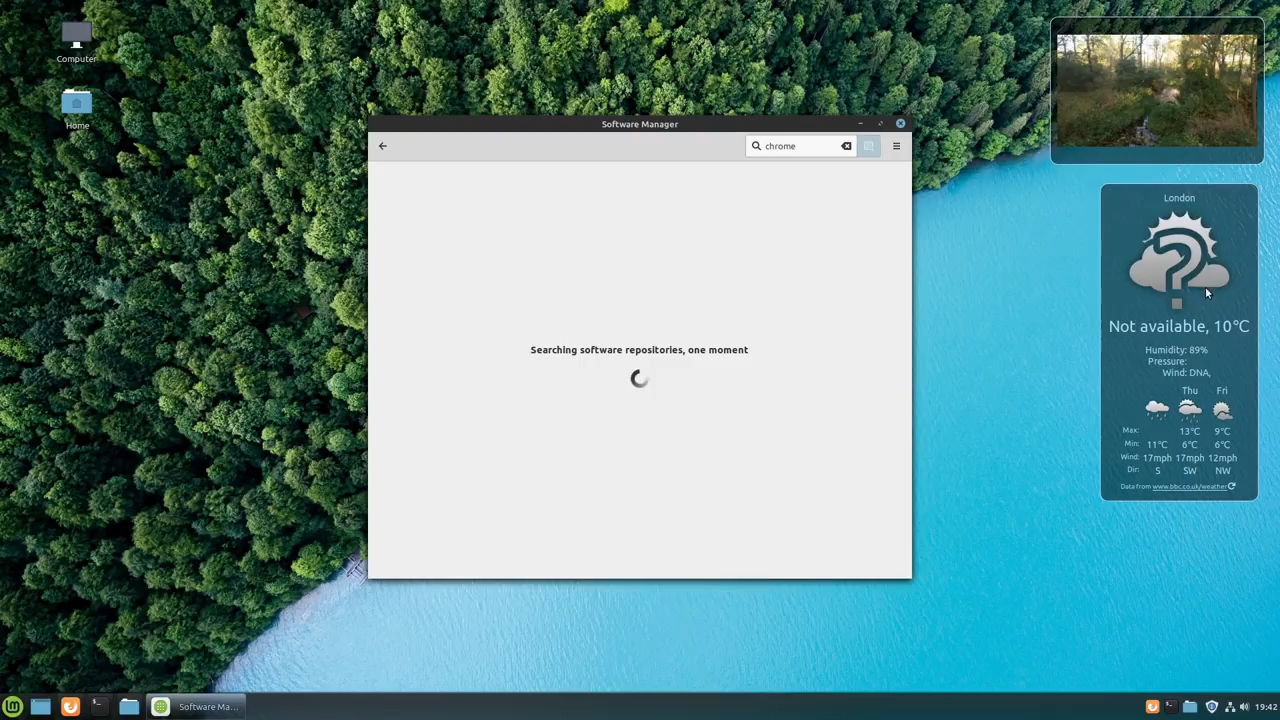 Computer
Home
Software Manager
chrome
Searching software repositories, one moment
London
Not available, 10°C
Humidity: 89%
Pressure:
Wind: DNA,
Thu Fri
Max: 13°C 9°C
Min: 11°C 6°C 6°C
Wind: 17mph 17mph 12mph
Dir: S SW NW
Data from www.bbc.co.uk/weather
Software Ma...
19:42